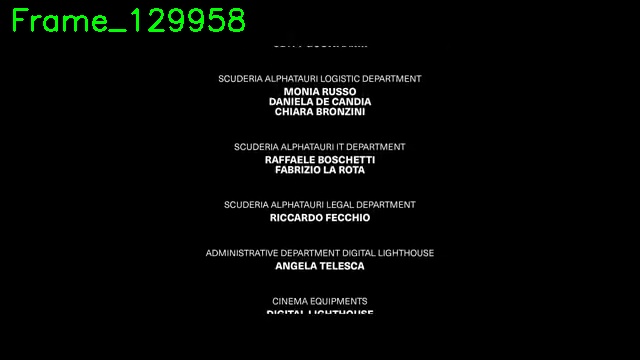 Frame_129958
SCUDERIA ALPHATAURI LOGISTIC DEPARTMENT
MONIA RUSSO
DANIELA DE CANDIA
CHIARA BRONZINI
SCUDERIA ALPHATAURI IT DEPARTMENT
RAFFAELE BOSCHETTI
FABRIZIO LA ROTA
SCUDERIA ALPHATAURI LEGAL DEPARTMENT
RICCARDO FECCHIO
ADMINISTRATIVE DEPARTMENT DIGITAL LIGHTHOUSE
ANGELA TELESCA
CINEMA EQUIPMENTS
DIGITAL LIGHTHOUSE